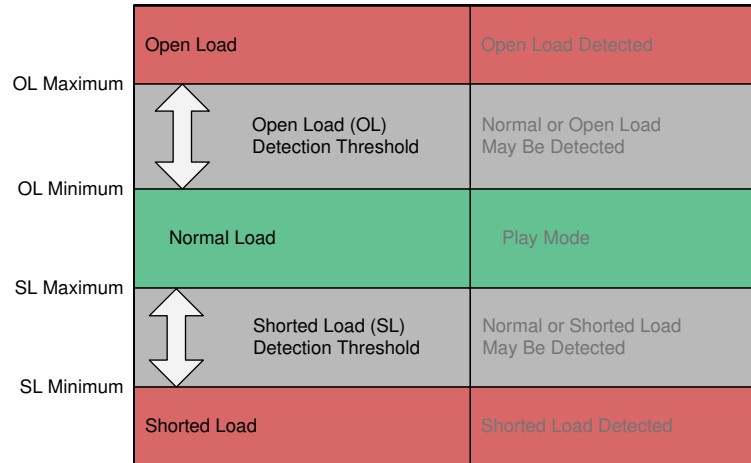 Open Load
Open Load Detected
OL Maximum
Open Load (OL)
Detection Threshold
Normal or Open Load
May Be Detected
OL Minimum
Normal Load
Play Mode
SL Maximum
Shorted Load (SL)
Detection Threshold
Normal or Shorted Load
May Be Detected
SL Minimum
Shorted Load
Shorted Load Detected